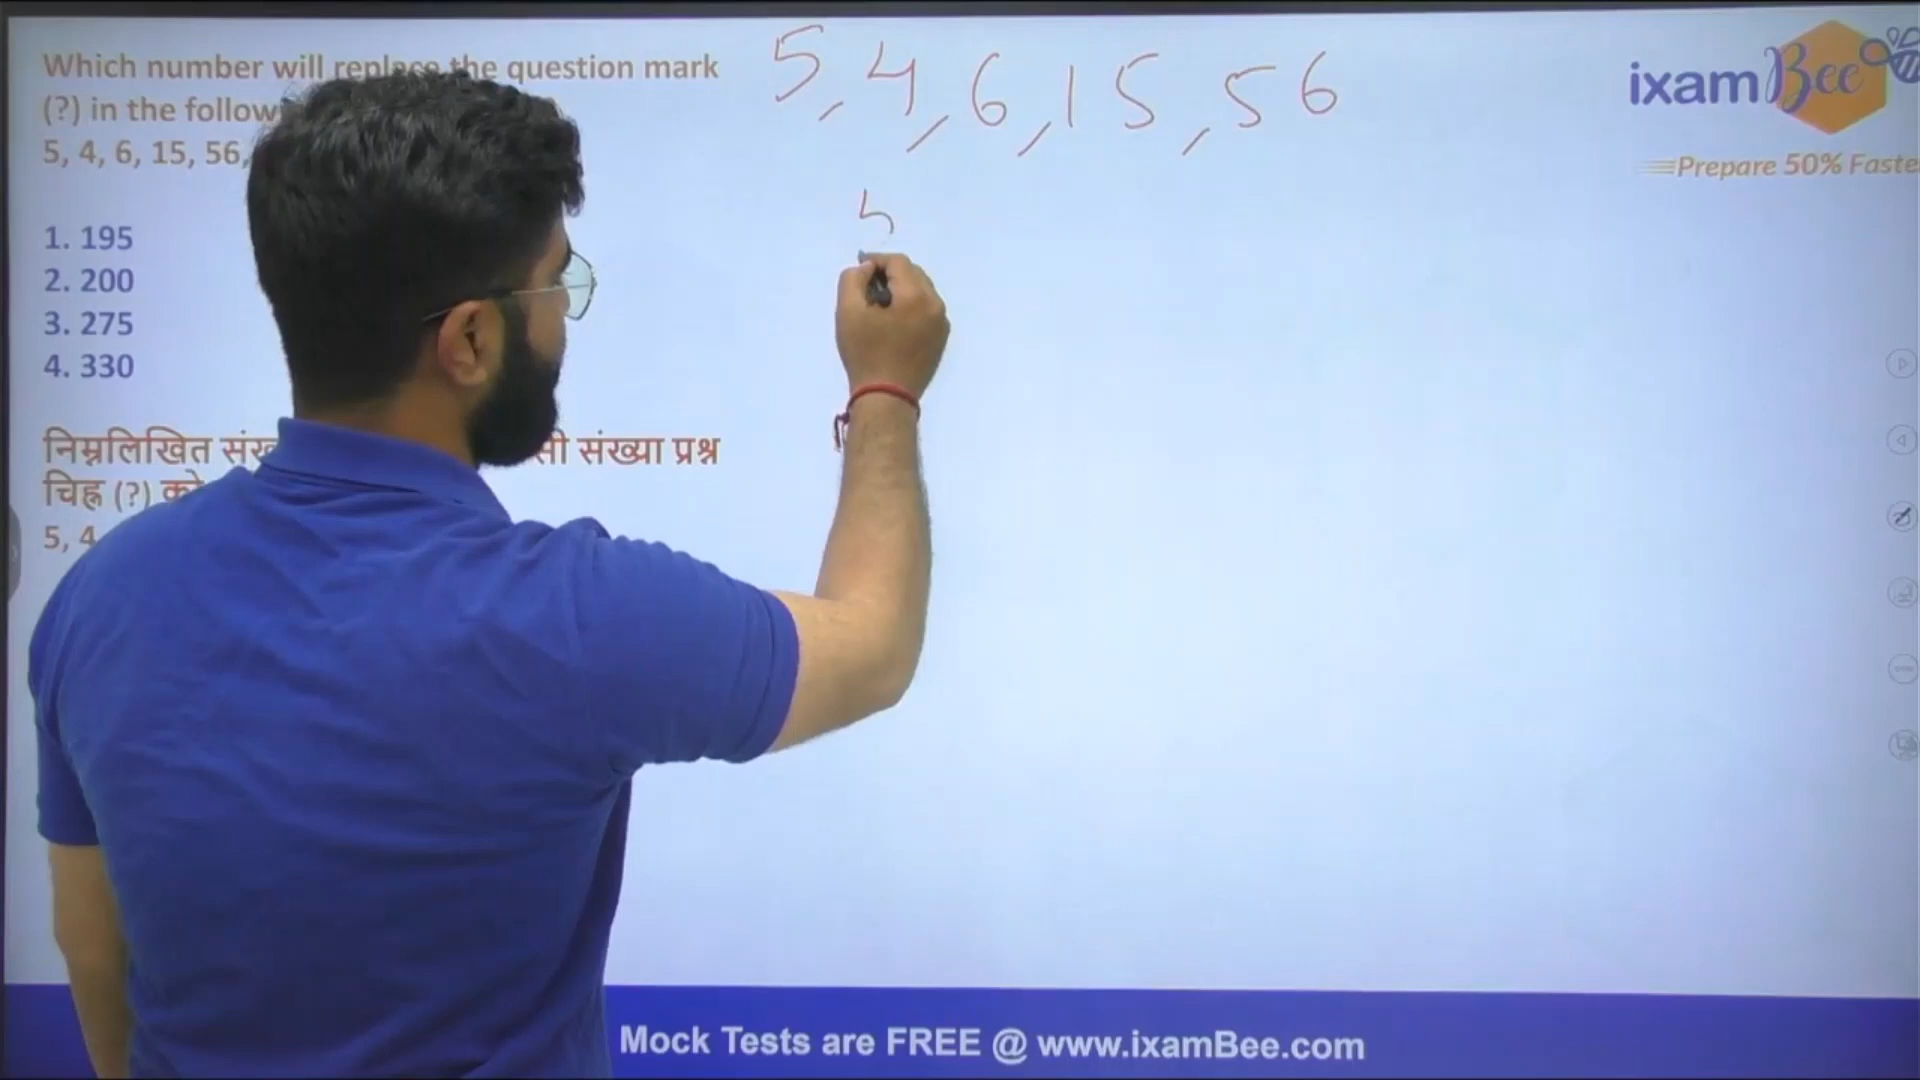 Which number will replace the question mark
(?) in the follow
5, 4, 6, 15, 56,
1. 195
2. 200
3. 275
4. 330
निम्नलिखित सं सी संख्या प्रश्न
चिह्न (?) को
5, 4
5, 4, 6, 15, 56
5
ixamBee
Prepare 50% Faste
Mock Tests are FREE @ www.ixamBee.com